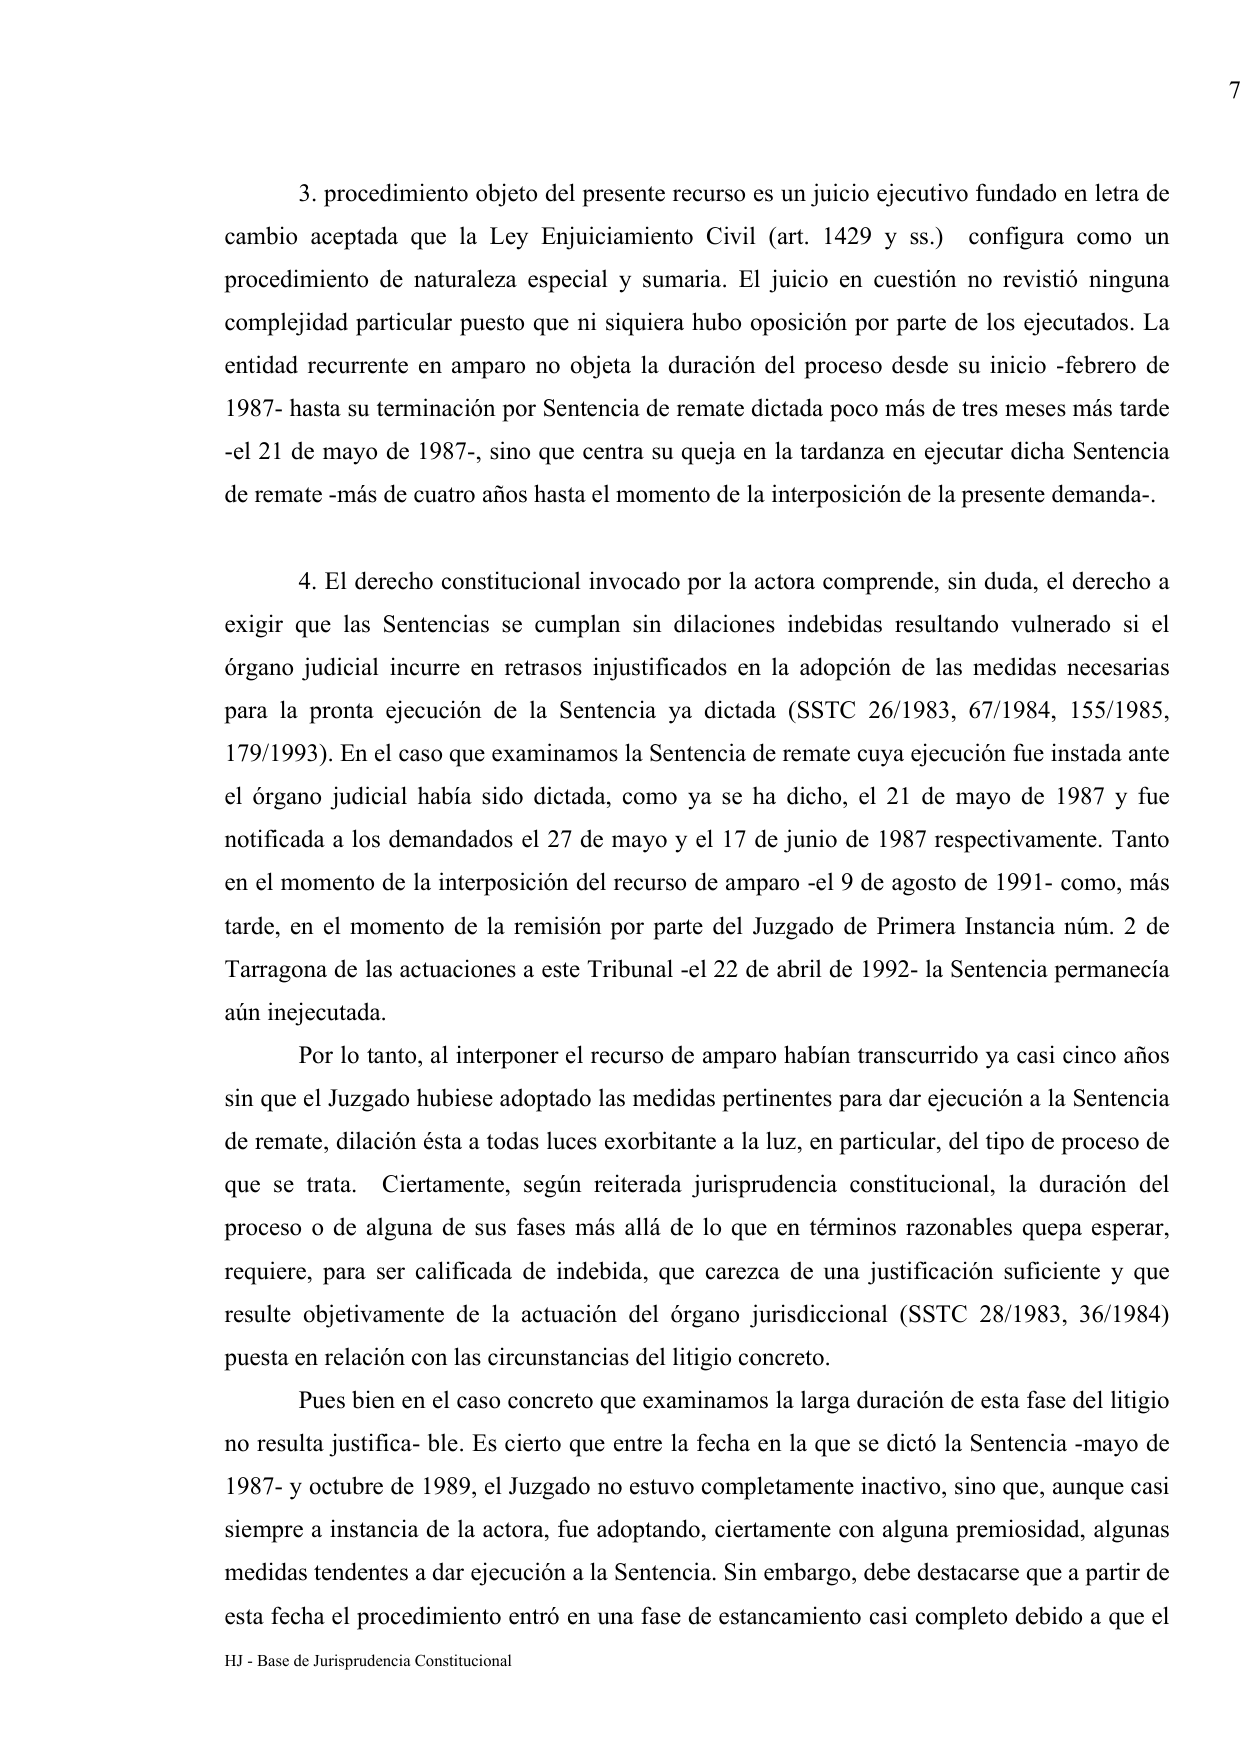 7
3. procedimiento objeto del presente recurso es un juicio ejecutivo fundado en letra de
cambio aceptada que la Ley Enjuiciamiento Civil (art. 1429 y ss.)  configura como un
procedimiento de naturaleza especial y sumaria. El juicio en cuestión no revistió ninguna
complejidad particular puesto que ni siquiera hubo oposición por parte de los ejecutados. La
entidad recurrente en amparo no objeta la duración del proceso desde su inicio -febrero de
1987- hasta su terminación por Sentencia de remate dictada poco más de tres meses más tarde
-el 21 de mayo de 1987-, sino que centra su queja en la tardanza en ejecutar dicha Sentencia
de remate -más de cuatro años hasta el momento de la interposición de la presente demanda-.
4. El derecho constitucional invocado por la actora comprende, sin duda, el derecho a
exigir que las Sentencias se cumplan sin dilaciones indebidas resultando vulnerado si el
órgano judicial incurre en retrasos injustificados en la adopción de las medidas necesarias
para la pronta ejecución de la Sentencia ya dictada (SSTC 26/1983, 67/1984, 155/1985,
179/1993). En el caso que examinamos la Sentencia de remate cuya ejecución fue instada ante
el órgano judicial había sido dictada, como ya se ha dicho, el 21 de mayo de 1987 y fue
notificada a los demandados el 27 de mayo y el 17 de junio de 1987 respectivamente. Tanto
en el momento de la interposición del recurso de amparo -el 9 de agosto de 1991- como, más
tarde, en el momento de la remisión por parte del Juzgado de Primera Instancia núm. 2 de
Tarragona de las actuaciones a este Tribunal -el 22 de abril de 1992- la Sentencia permanecía
aún inejecutada.
Por lo tanto, al interponer el recurso de amparo habían transcurrido ya casi cinco años
sin que el Juzgado hubiese adoptado las medidas pertinentes para dar ejecución a la Sentencia
de remate, dilación ésta a todas luces exorbitante a la luz, en particular, del tipo de proceso de
que se trata.  Ciertamente, según reiterada jurisprudencia constitucional, la duración del
proceso o de alguna de sus fases más allá de lo que en términos razonables quepa esperar,
requiere, para ser calificada de indebida, que carezca de una justificación suficiente y que
resulte objetivamente de la actuación del órgano jurisdiccional (SSTC 28/1983, 36/1984)
puesta en relación con las circunstancias del litigio concreto.
Pues bien en el caso concreto que examinamos la larga duración de esta fase del litigio
no resulta justifica- ble. Es cierto que entre la fecha en la que se dictó la Sentencia -mayo de
1987- y octubre de 1989, el Juzgado no estuvo completamente inactivo, sino que, aunque casi
siempre a instancia de la actora, fue adoptando, ciertamente con alguna premiosidad, algunas
medidas tendentes a dar ejecución a la Sentencia. Sin embargo, debe destacarse que a partir de
esta fecha el procedimiento entró en una fase de estancamiento casi completo debido a que el
HJ - Base de Jurisprudencia Constitucional